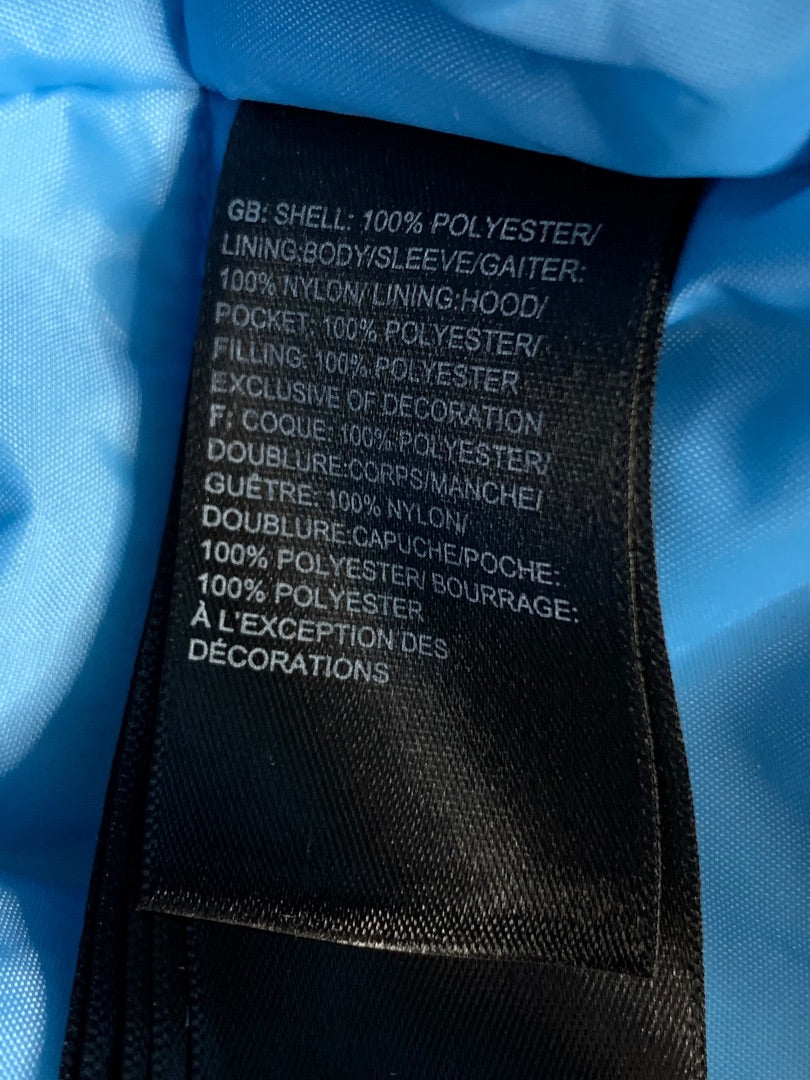 GB: SHELL: 100% POLYESTER/
LINING:BODY/SLEEVE/GAITER:
100% NYLON/ LINING:HOOD/
POCKET: 100% POLYESTER/
FILLING: 100% POLYESTER
EXCLUSIVE OF DECORATION
F: COQUE: 100% POLYESTER/
DOUBLURE:CORPS/MANCHE/
GUÊTRE: 100% NYLON/
DOUBLURE:CAPUCHE/POCHE:
100% POLYESTER/ BOURRAGE:
100% POLYESTER
À L'EXCEPTION DES
DÉCORATIONS